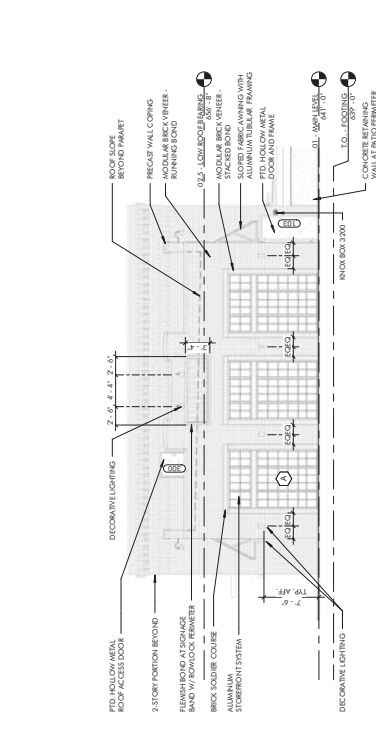 PTD. HOLLOW METAL
ROOF ACCESS DOOR
2-STORY PORTION BEYOND
FLEMISH BOND AT SIGNAGE
BAND W/ ROWLOCK PERIMETER
BRICK SOLDIER COURSE
ALUMINUM
STOREFRONT SYSTEM
DECORATIVE LIGHTING
DECORATIVE LIGHTING
2' - 6"
4' - 4"
2' - 6"
3' - 4"
300
7' - 6"
TYP. AFF.
A
EQ
EQ
EQ
EQ
EQ
EQ
EQ
EQ
103
ROOF SLOPE
BEYOND PARAPET
PRECAST WALL COPING
MODULAR BRICK VENEER -
RUNNING BOND
02.5 - LOW ROOF BEARING
656' - 8"
MODULAR BRICK VENEER -
STACKED BOND
SLOPED FABRIC AWNING WITH
ALUMINUM TUBULAR FRAMING
PTD. HOLLOW METAL
DOOR AND FRAME
01 - MAIN LEVEL
641' - 0"
T.O. - FOOTING
639' - 0"
CONCRETE RETAINING
WALL AT PATIO PERIMETER
KNOX BOX 3200